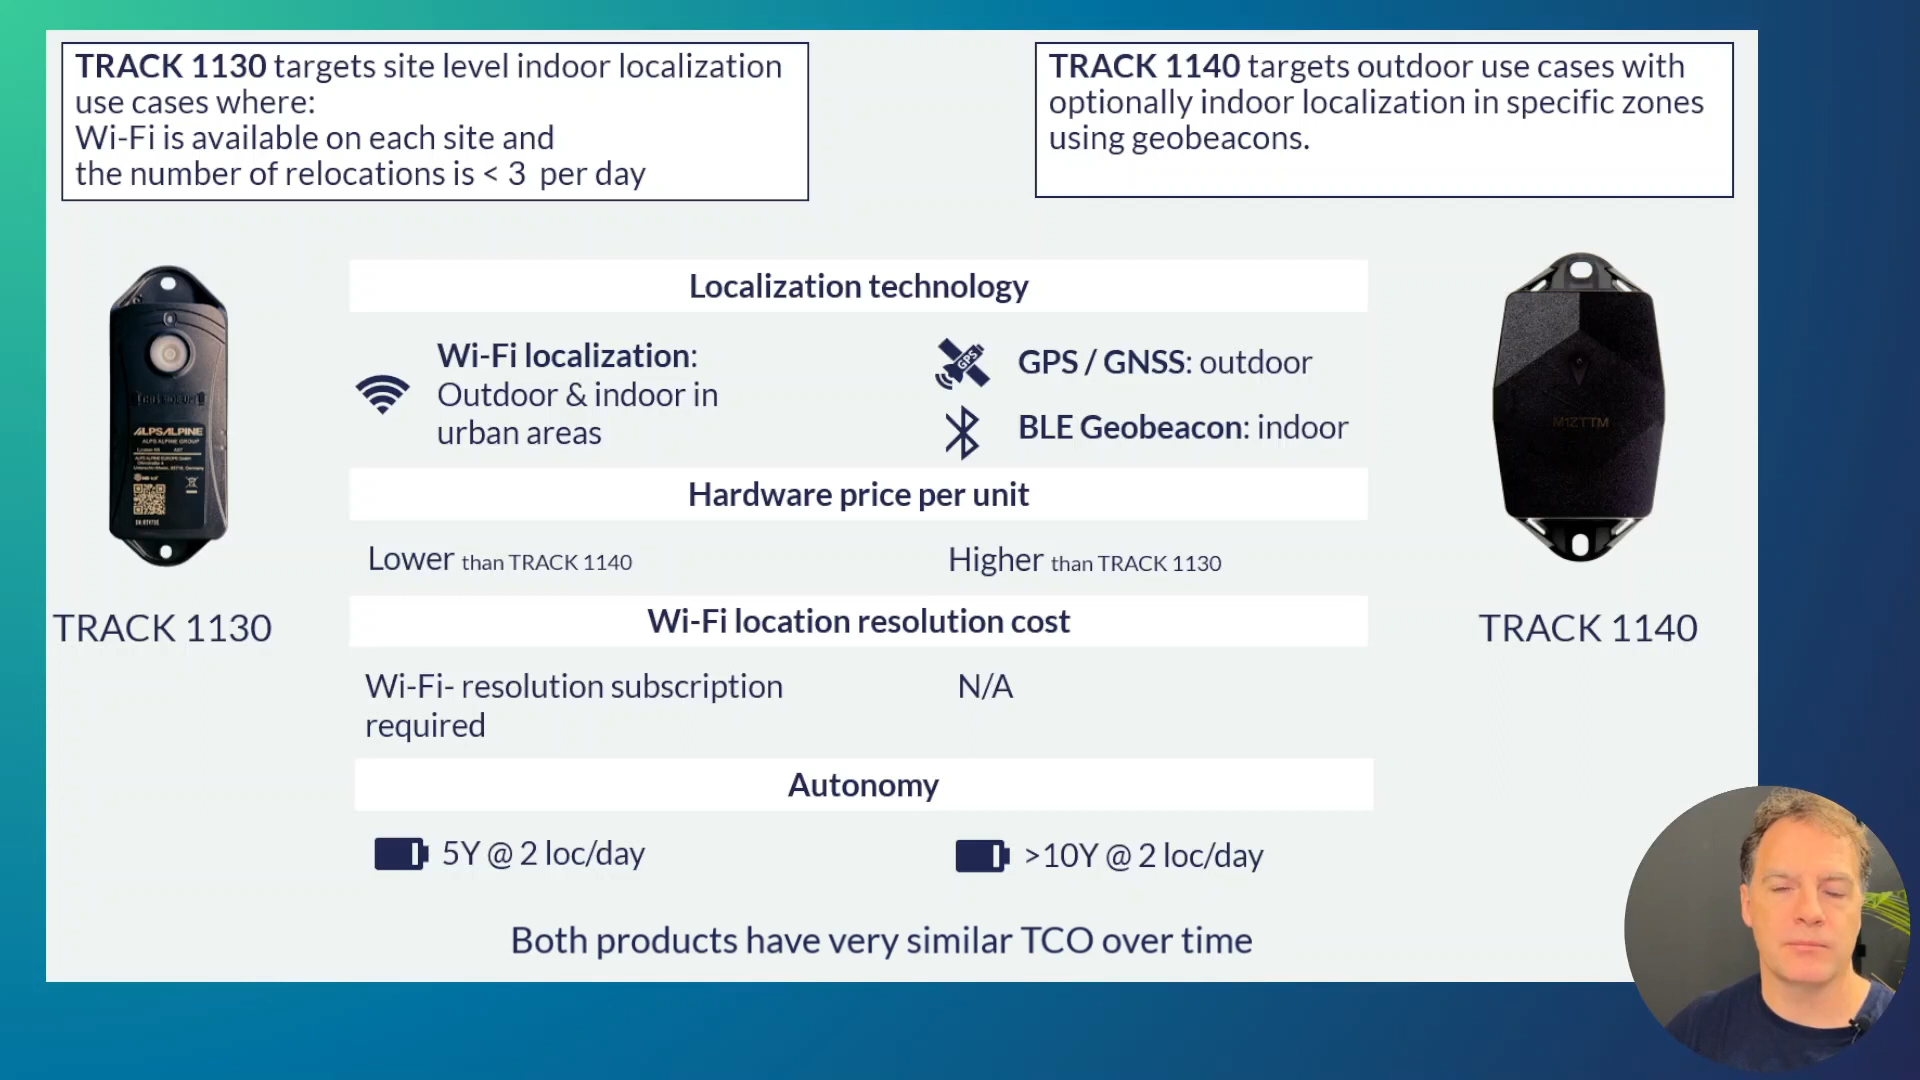 TRACK 1130 targets site level indoor localization
use cases where:
Wi-Fi is available on each site and
the number of relocations is < 3 per day
TRACK 1140 targets outdoor use cases with
optionally indoor localization in specific zones
using geobeacons.
Localization technology
Wi-Fi localization:
Outdoor & indoor in
urban areas
GPS
GPS / GNSS: outdoor
BLE Geobeacon: indoor
Hardware price per unit
Lower than TRACK 1140
Higher than TRACK 1130
Wi-Fi location resolution cost
Wi-Fi- resolution subscription
required
N/A
Autonomy
5Y @ 2 loc/day
>10Y @ 2 loc/day
Both products have very similar TCO over time
ALPSALPINE
ALPS ALPINE GROUP
TRACK 1130
TRACK 1140